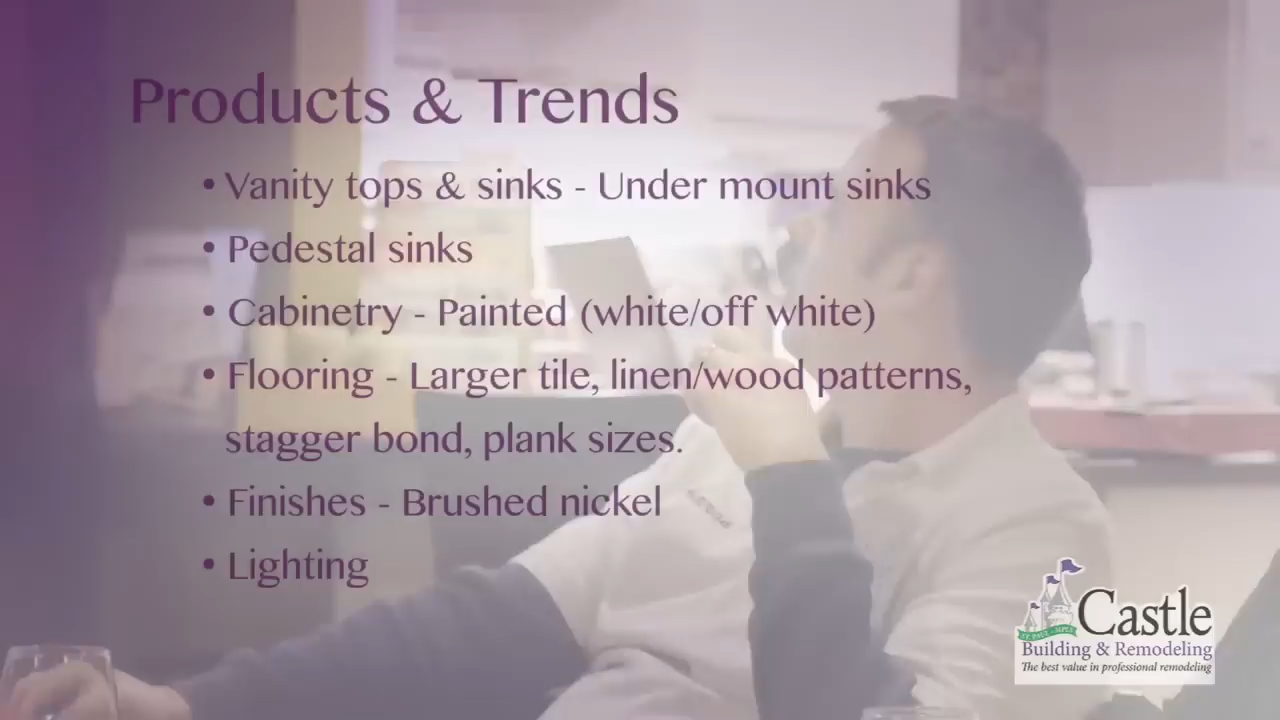 Products & Trends
• Vanity tops & sinks - Under mount sinks
• Pedestal sinks
• Cabinetry - Painted (white/off white)
• Flooring - Larger tile, linen/wood patterns,
stagger bond, plank sizes.
• Finishes - Brushed nickel
• Lighting
Castle
Building & Remodeling
The best value in professional remodeling